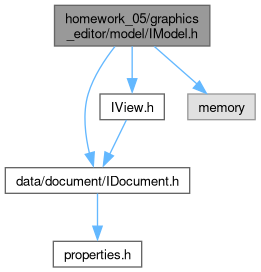 homework_05/graphics
_editor/model/IModel.h
IView.h
memory
data/document/IDocument.h
properties.h